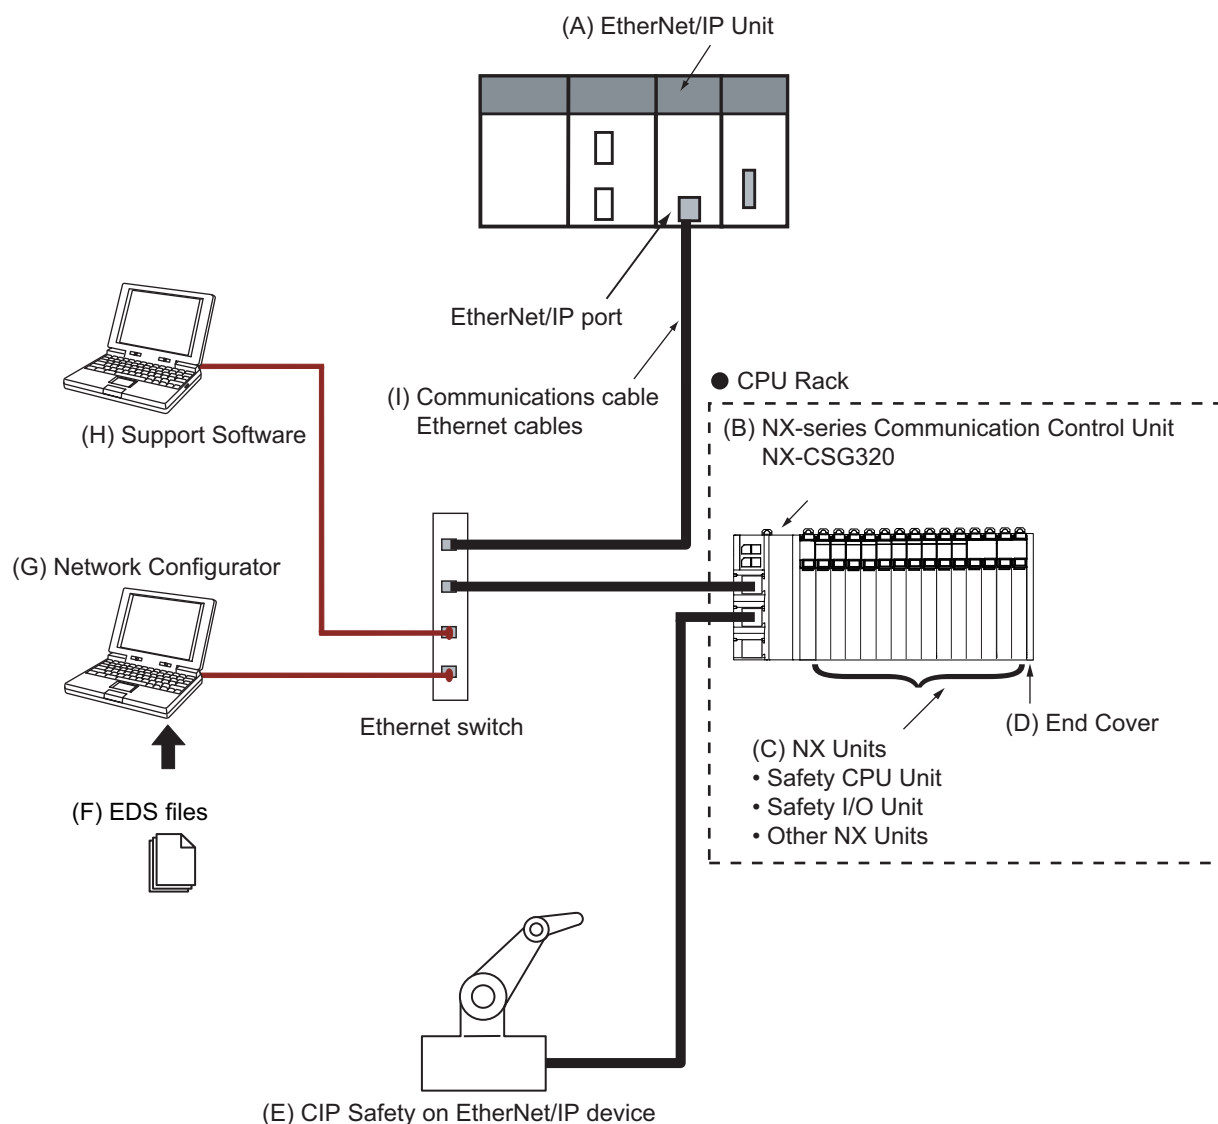 (A) EtherNet/IP Unit
EtherNet/IP port
(I) Communications cable
Ethernet cables
● CPU Rack
(B) NX-series Communication Control Unit
NX-CSG320
(H) Support Software
(G) Network Configurator
Ethernet switch
(D) End Cover
(C) NX Units
• Safety CPU Unit
• Safety I/O Unit
• Other NX Units
(F) EDS files
(E) CIP Safety on EtherNet/IP device